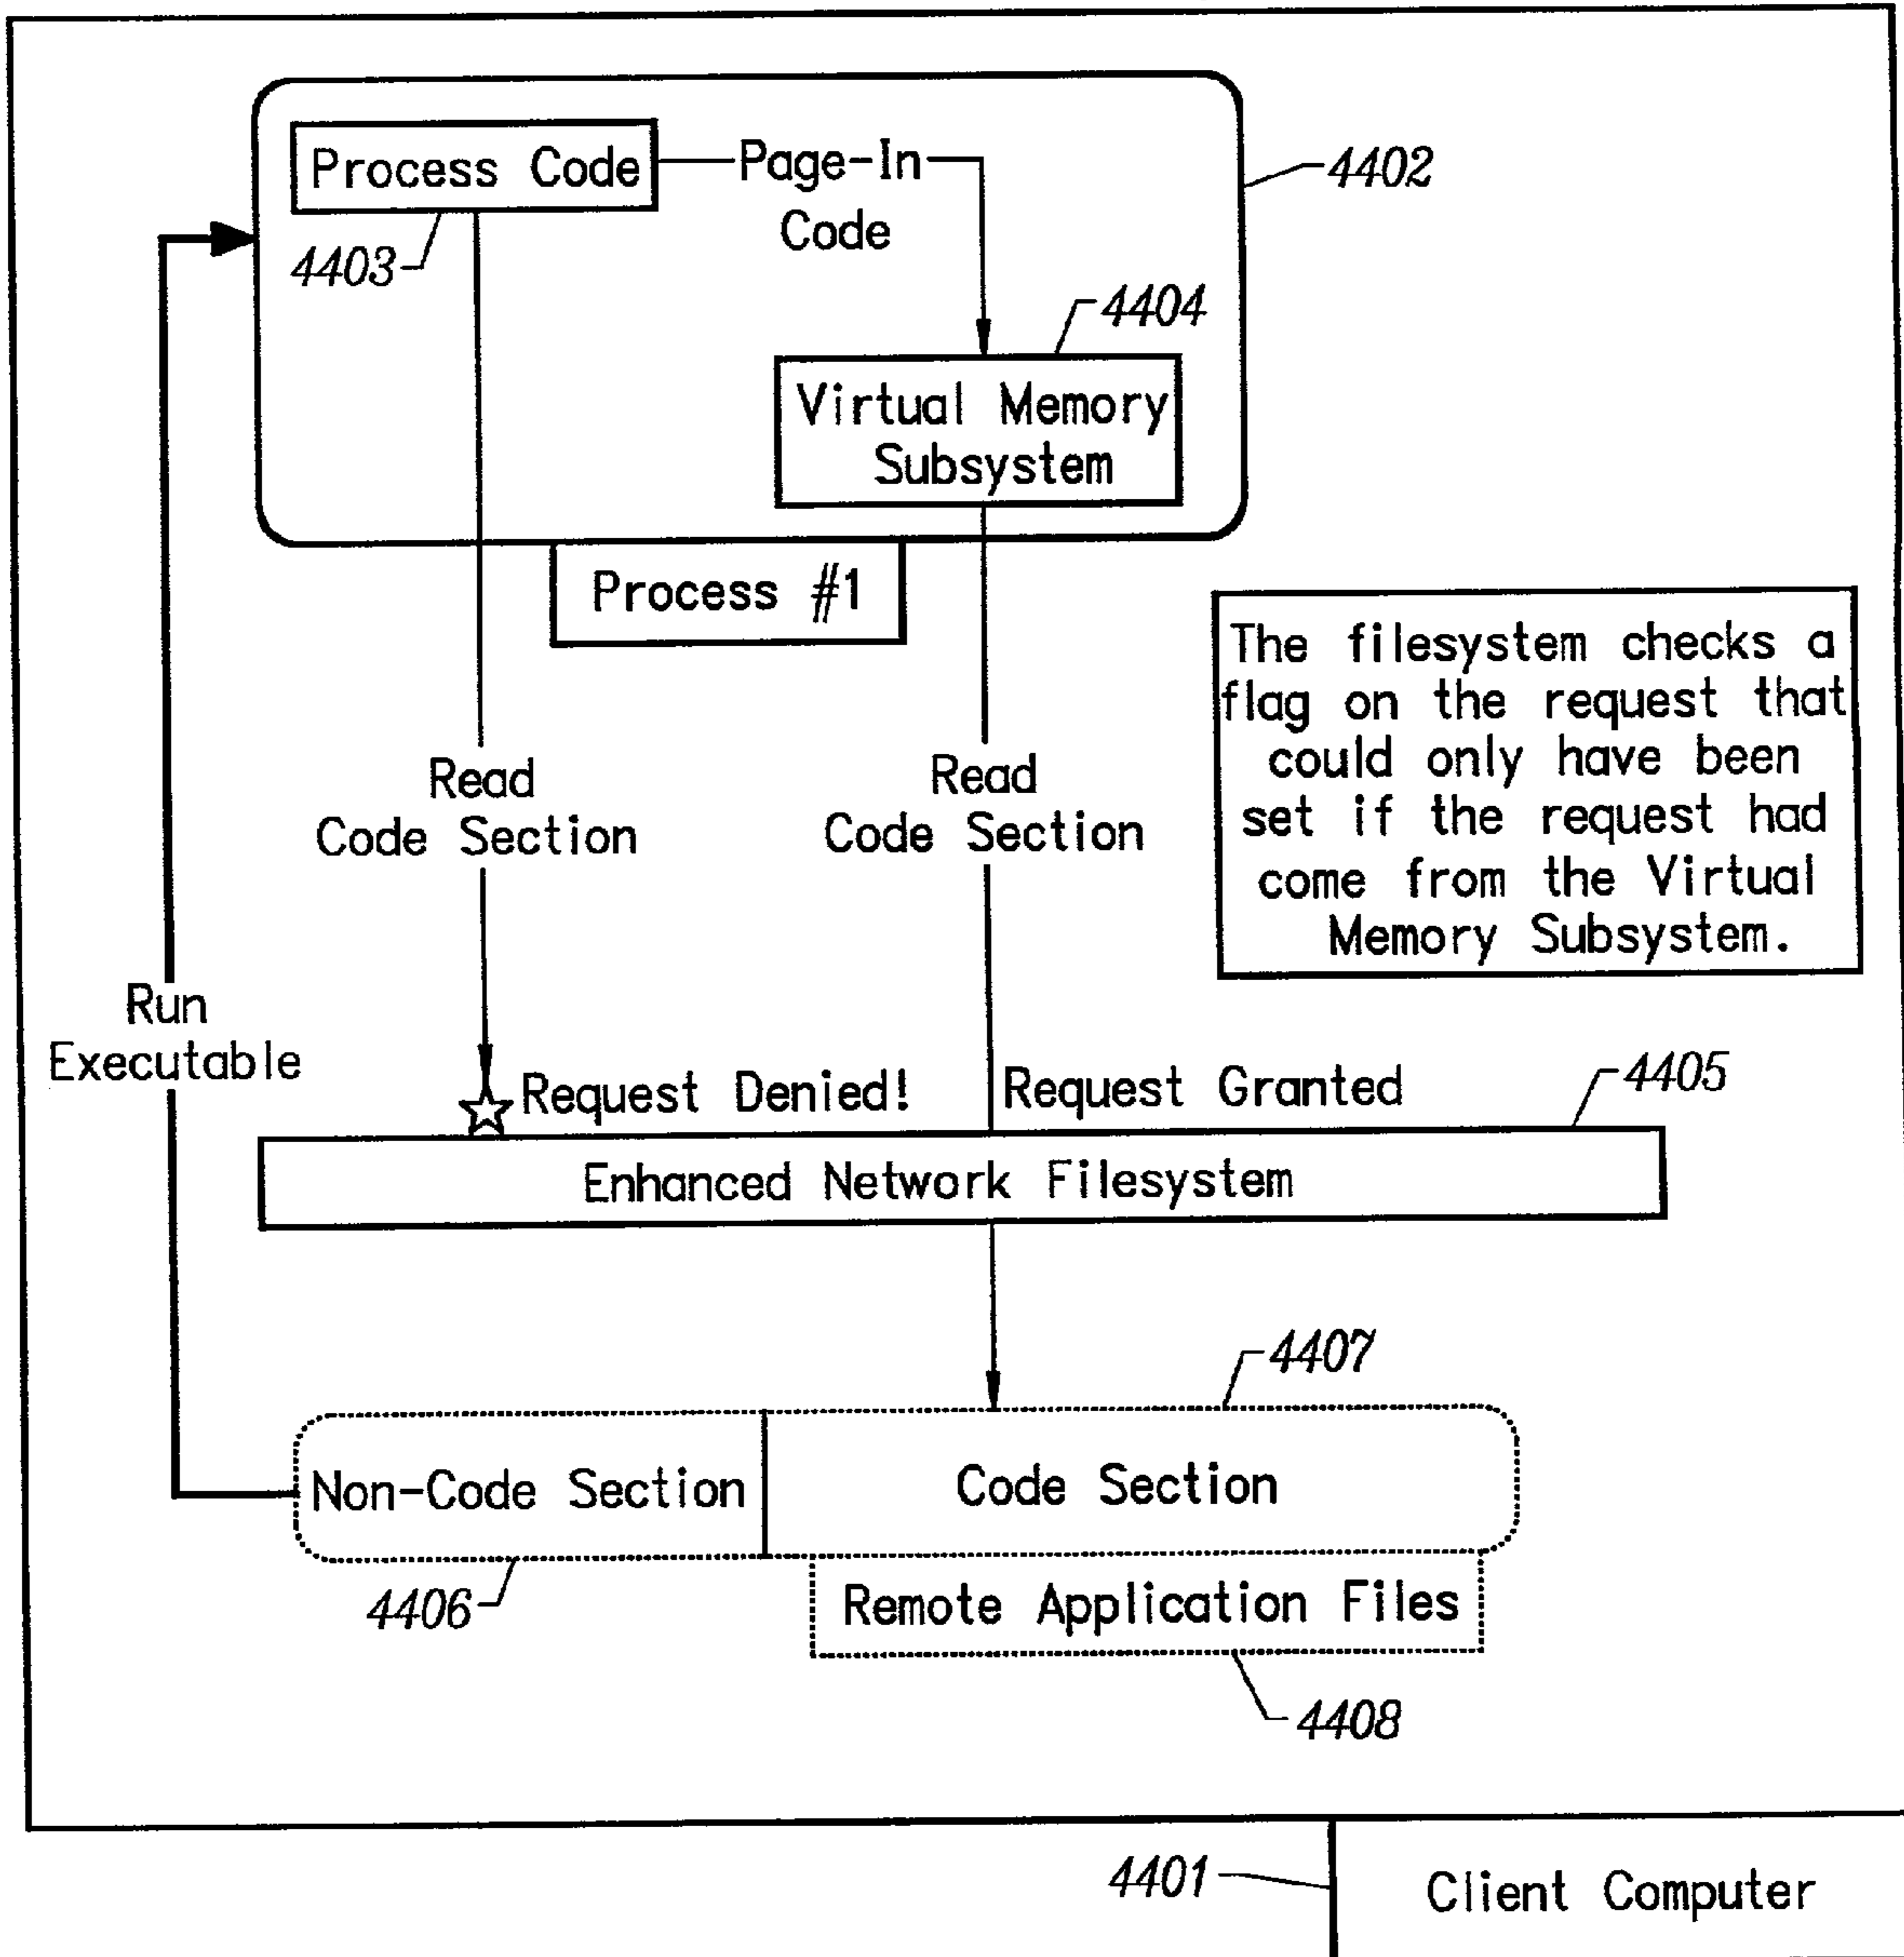 Process Code
Page-In
Code
4402
4403
4404
Virtual Memory
Subsystem
Process #1
The filesystem checks a
flag on the request that
could only have been
set if the request had
come from the Virtual
Memory Subsystem.
Read
Code Section
Read
Code Section
Run
Executable
Request Denied!
Request Granted
4405
Enhanced Network Filesystem
4407
Non-Code Section
Code Section
4406
Remote Application Files
4408
4401
Client Computer